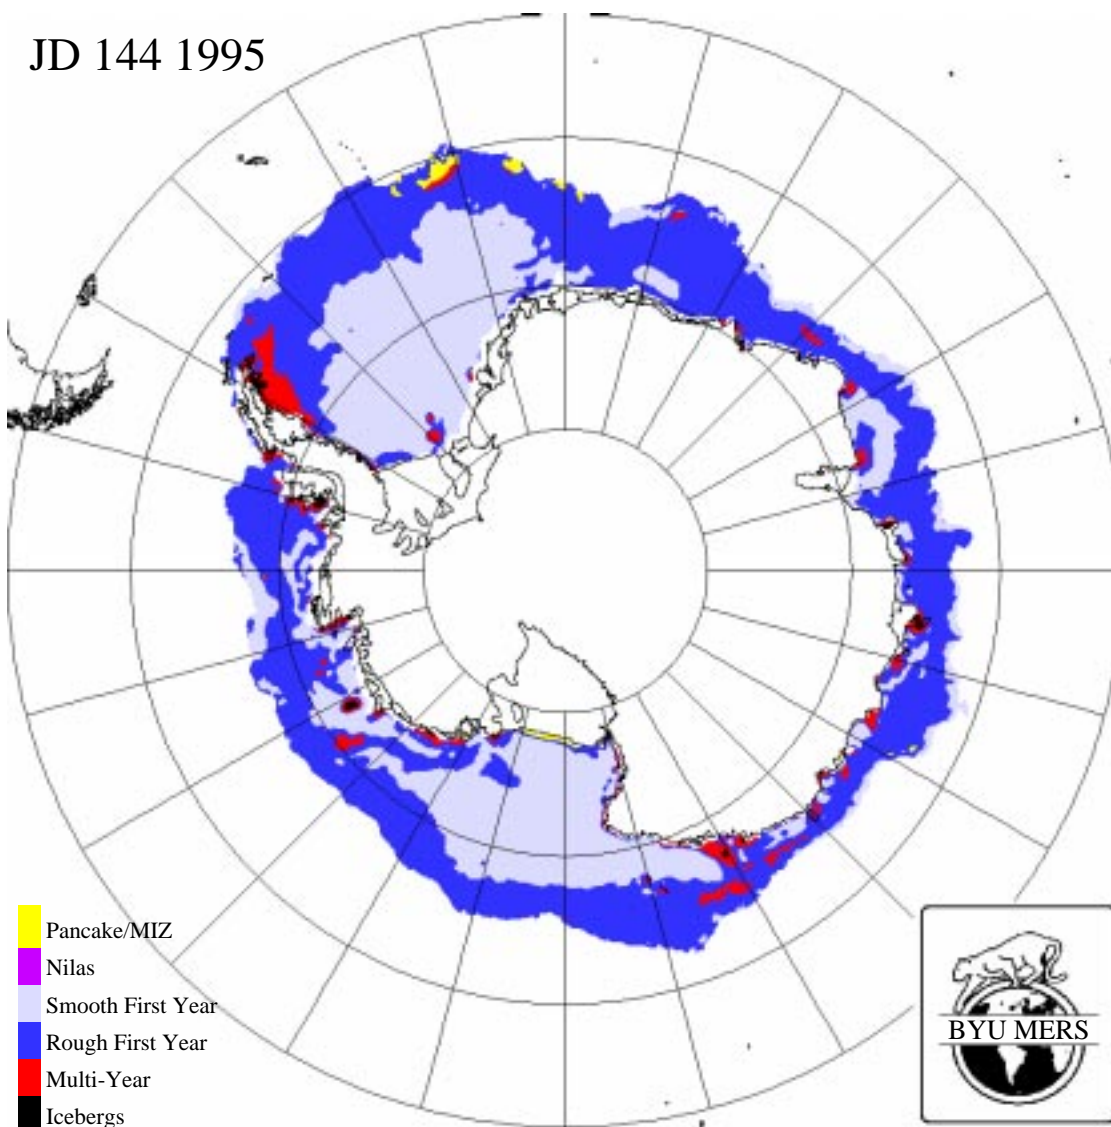 JD 144 1995
Pancake/MIZ
Nilas
Smooth First Year
Rough First Year
Multi-Year
Icebergs
BYU MERS